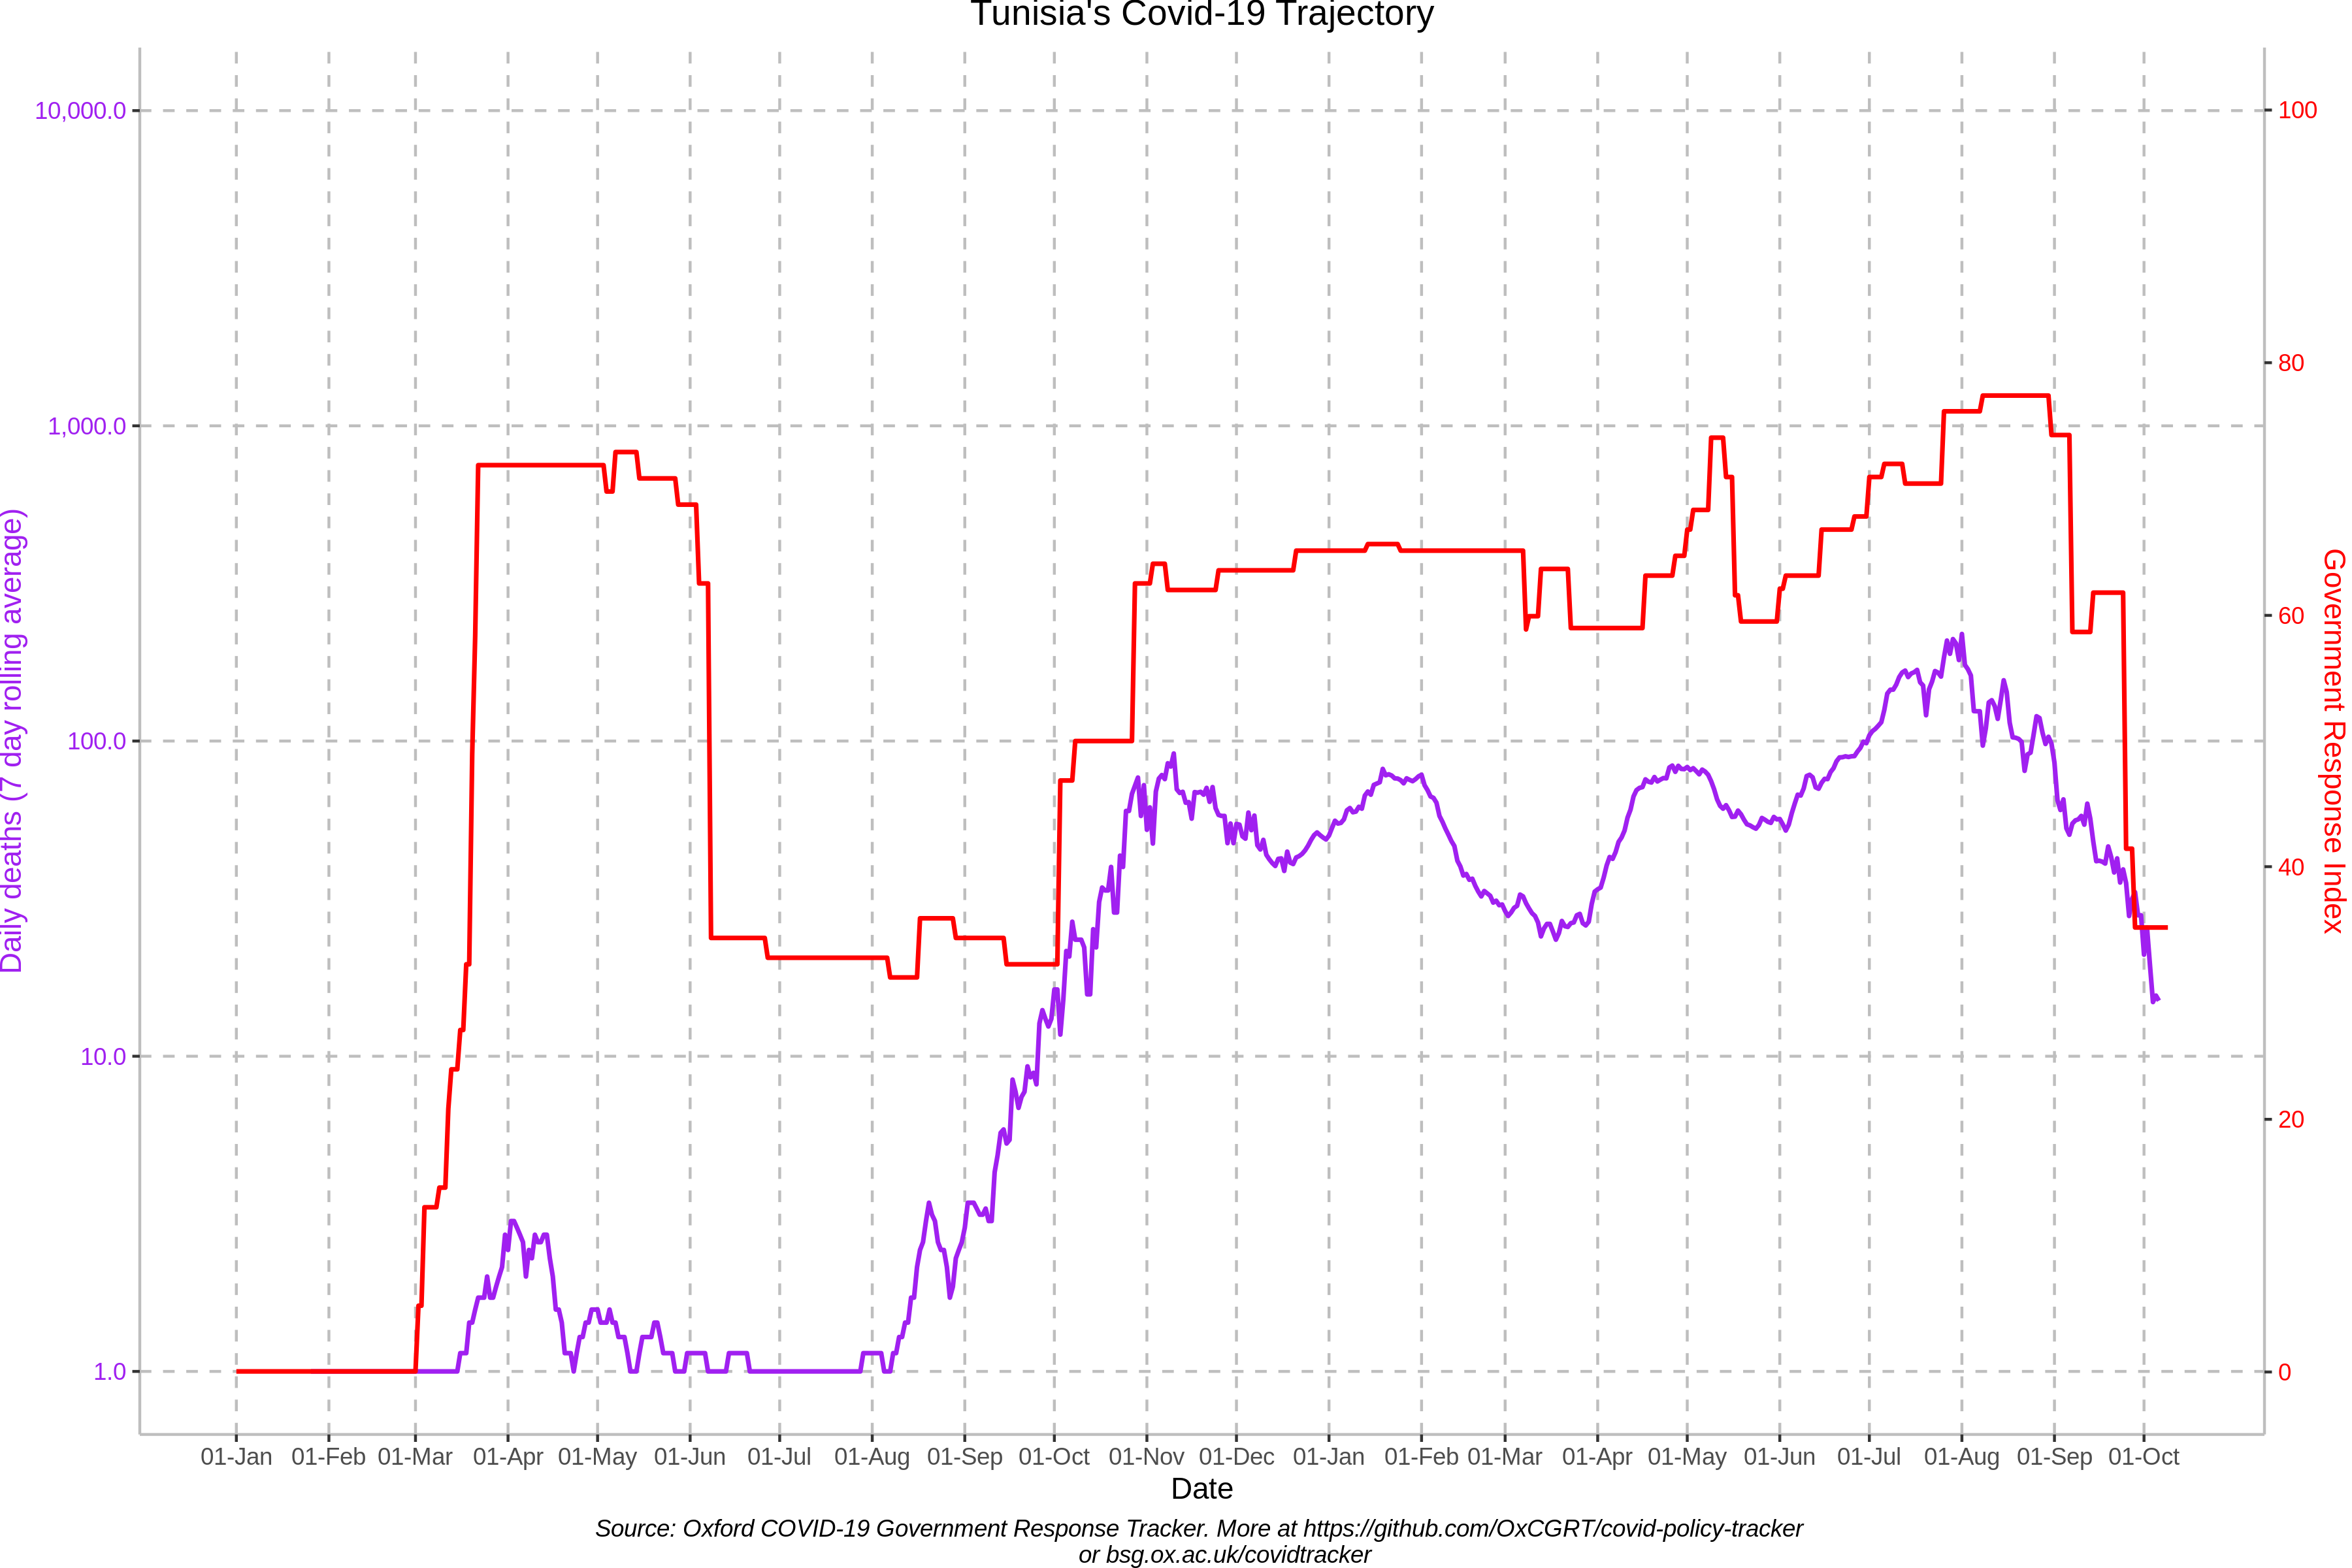 Tunisia's Covid-19 Trajectory
10,000.0
1,000.0
100.0
10.0
1.0
Daily deaths (7 day rolling average)
100
80
60
40
20
0
Government Response Index
01-Jan 01-Feb 01-Mar 01-Apr 01-May 01-Jun 01-Jul 01-Aug 01-Sep 01-Oct 01-Nov 01-Dec 01-Jan 01-Feb 01-Mar 01-Apr 01-May 01-Jun 01-Jul 01-Aug 01-Sep 01-Oct
Date
Source: Oxford COVID-19 Government Response Tracker. More at https://github.com/OxCGRT/covid-policy-tracker
or bsg.ox.ac.uk/covidtracker